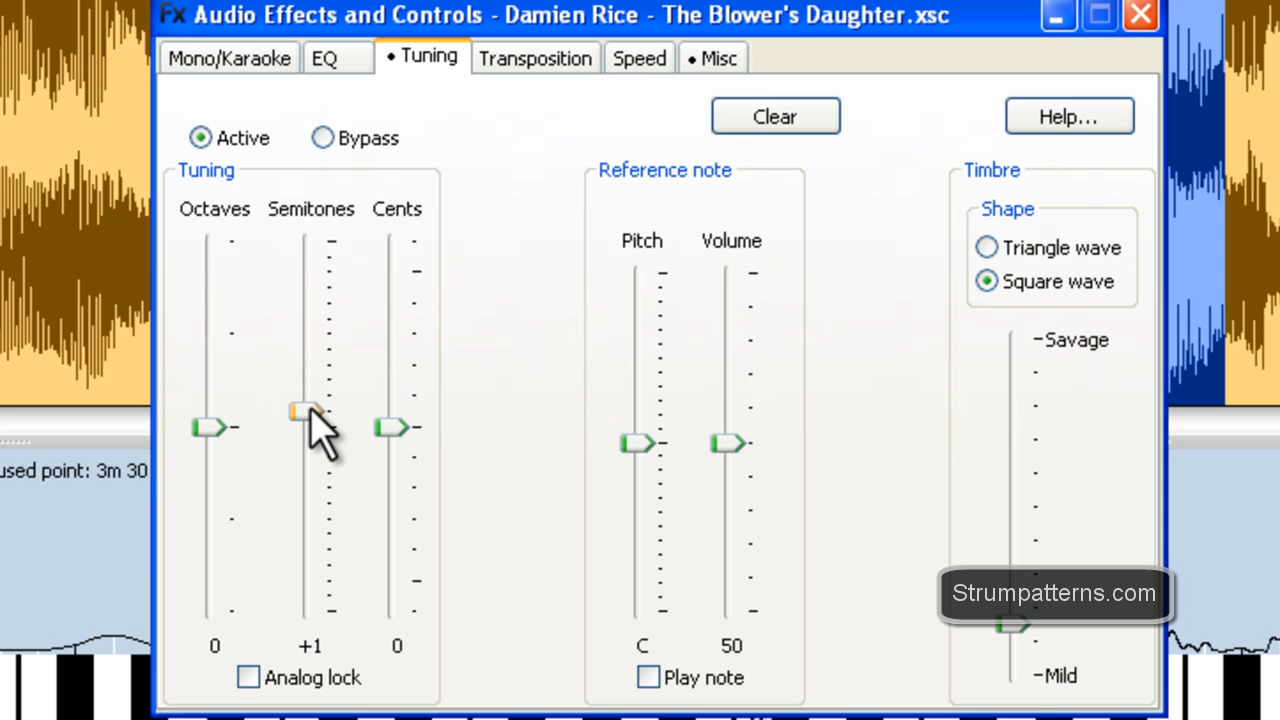 Fx Audio Effects and Controls - Damien Rice - The Blower's Daughter.xsc
Mono/Karaoke EQ • Tuning Transposition Speed • Misc
Active Bypass Clear Help...
Tuning Reference note Timbre
Octaves Semitones Cents
Shape
Pitch Volume
Triangle wave
Square wave
Savage
used point: 3m 30
Strumpatterns.com
0 +1 0 C 50
Analog lock Play note Mild